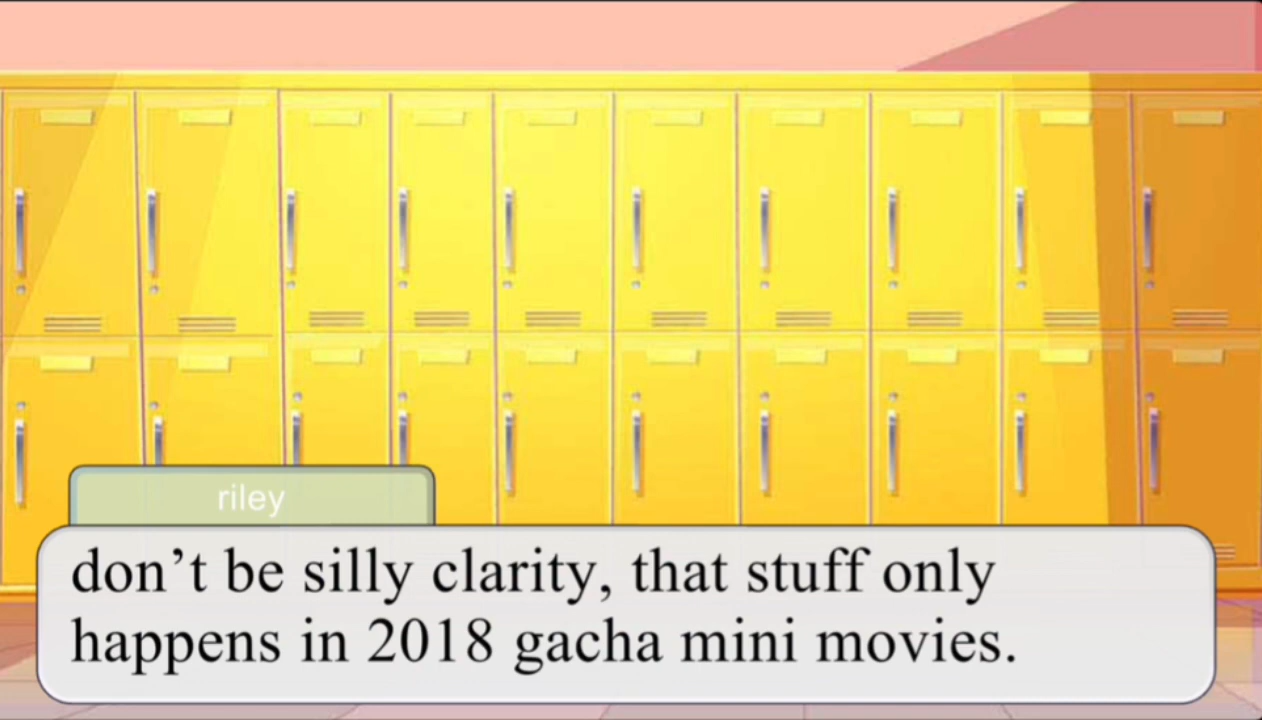 riley
don’t be silly clarity, that stuff only
happens in 2018 gacha mini movies.